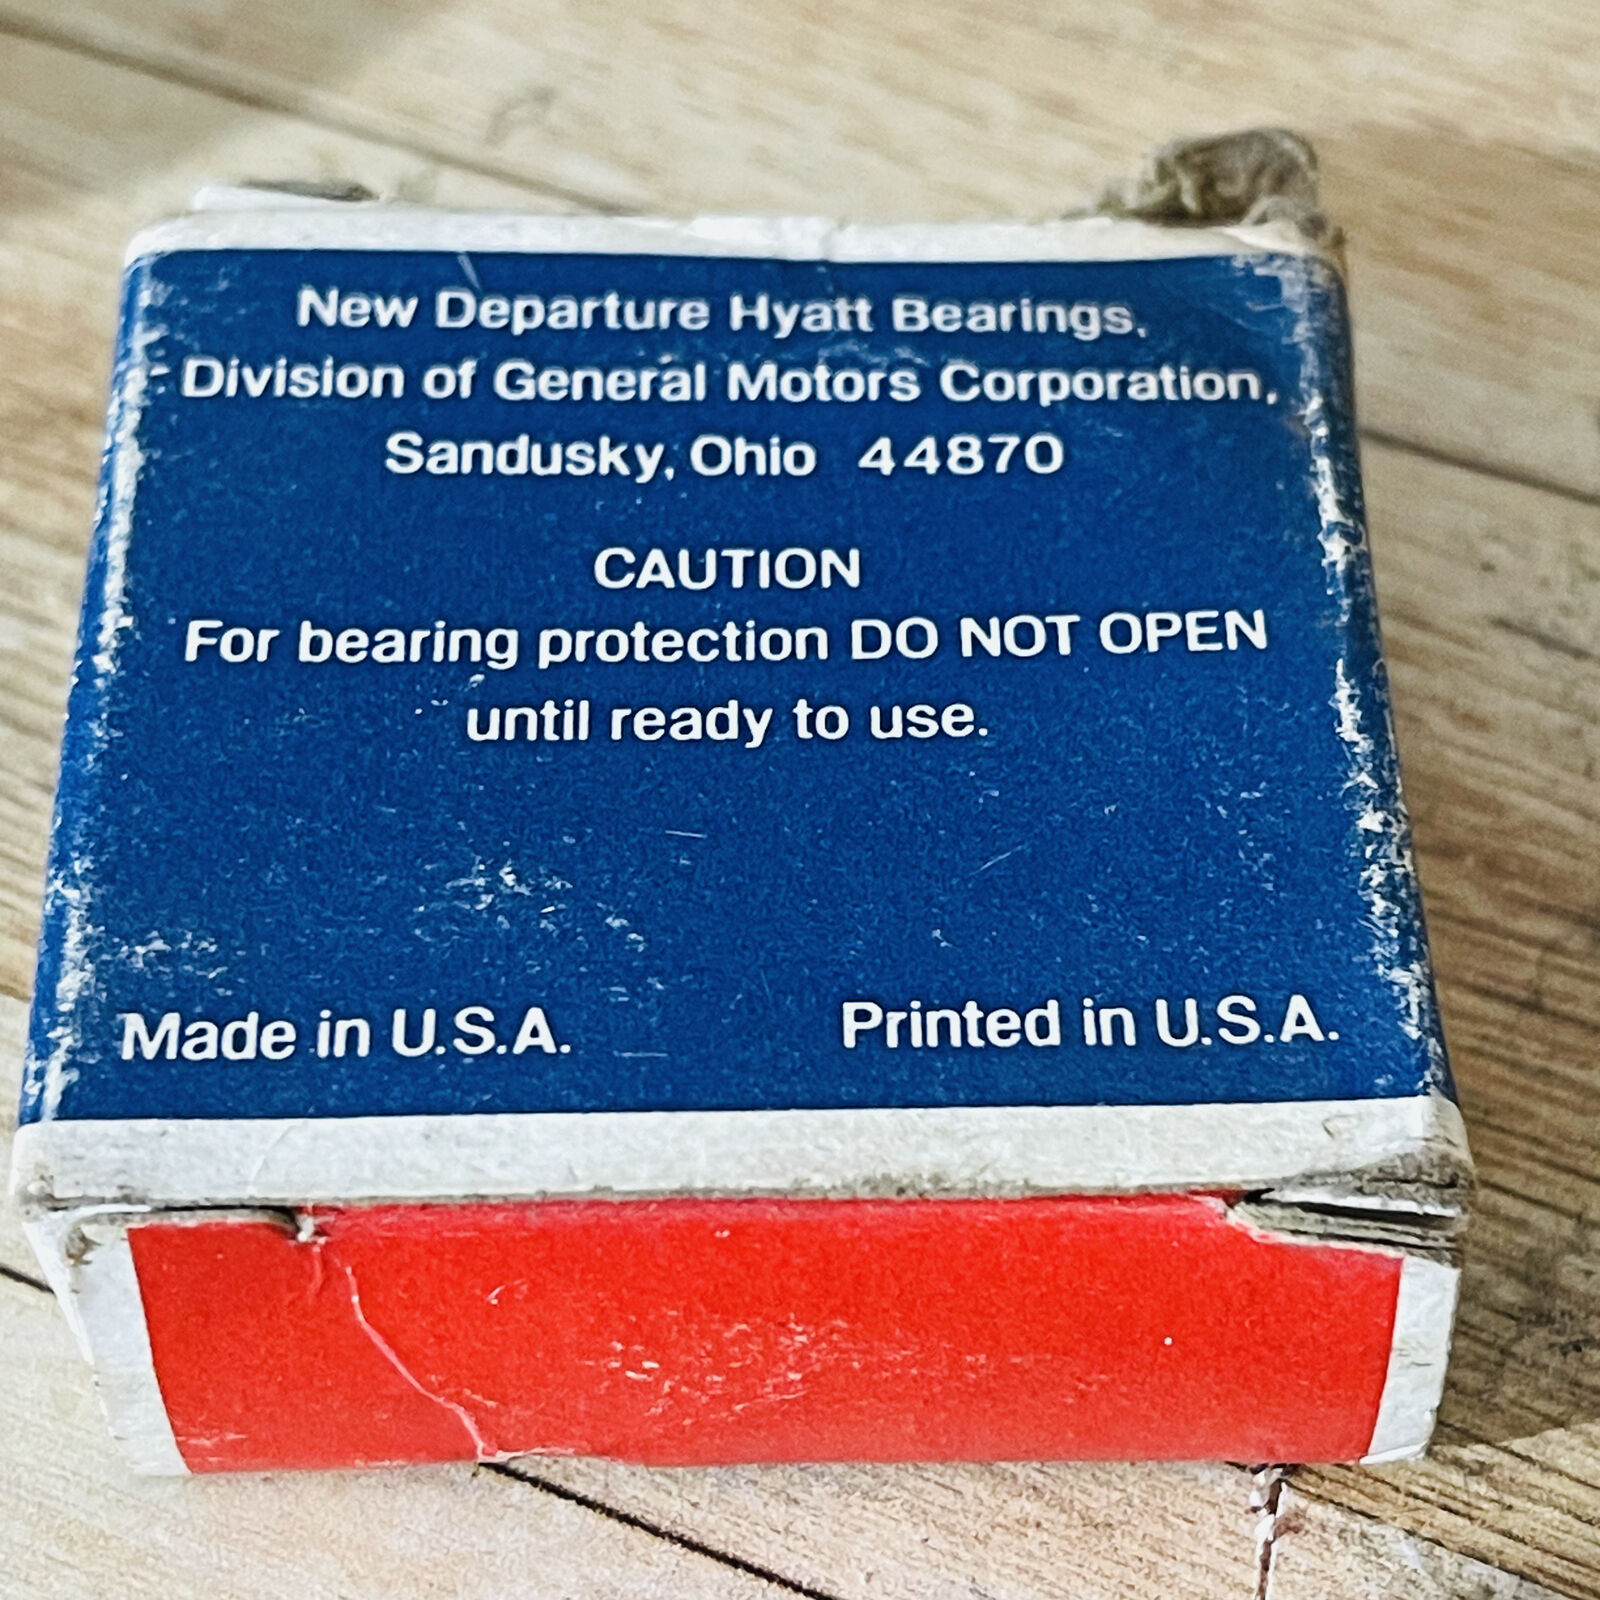 New Departure Hyatt Bearings,
Division of General Motors Corporation,
Sandusky, Ohio 44870
CAUTION
For bearing protection DO NOT OPEN
until ready to use.
Made in U.S.A. Printed in U.S.A.